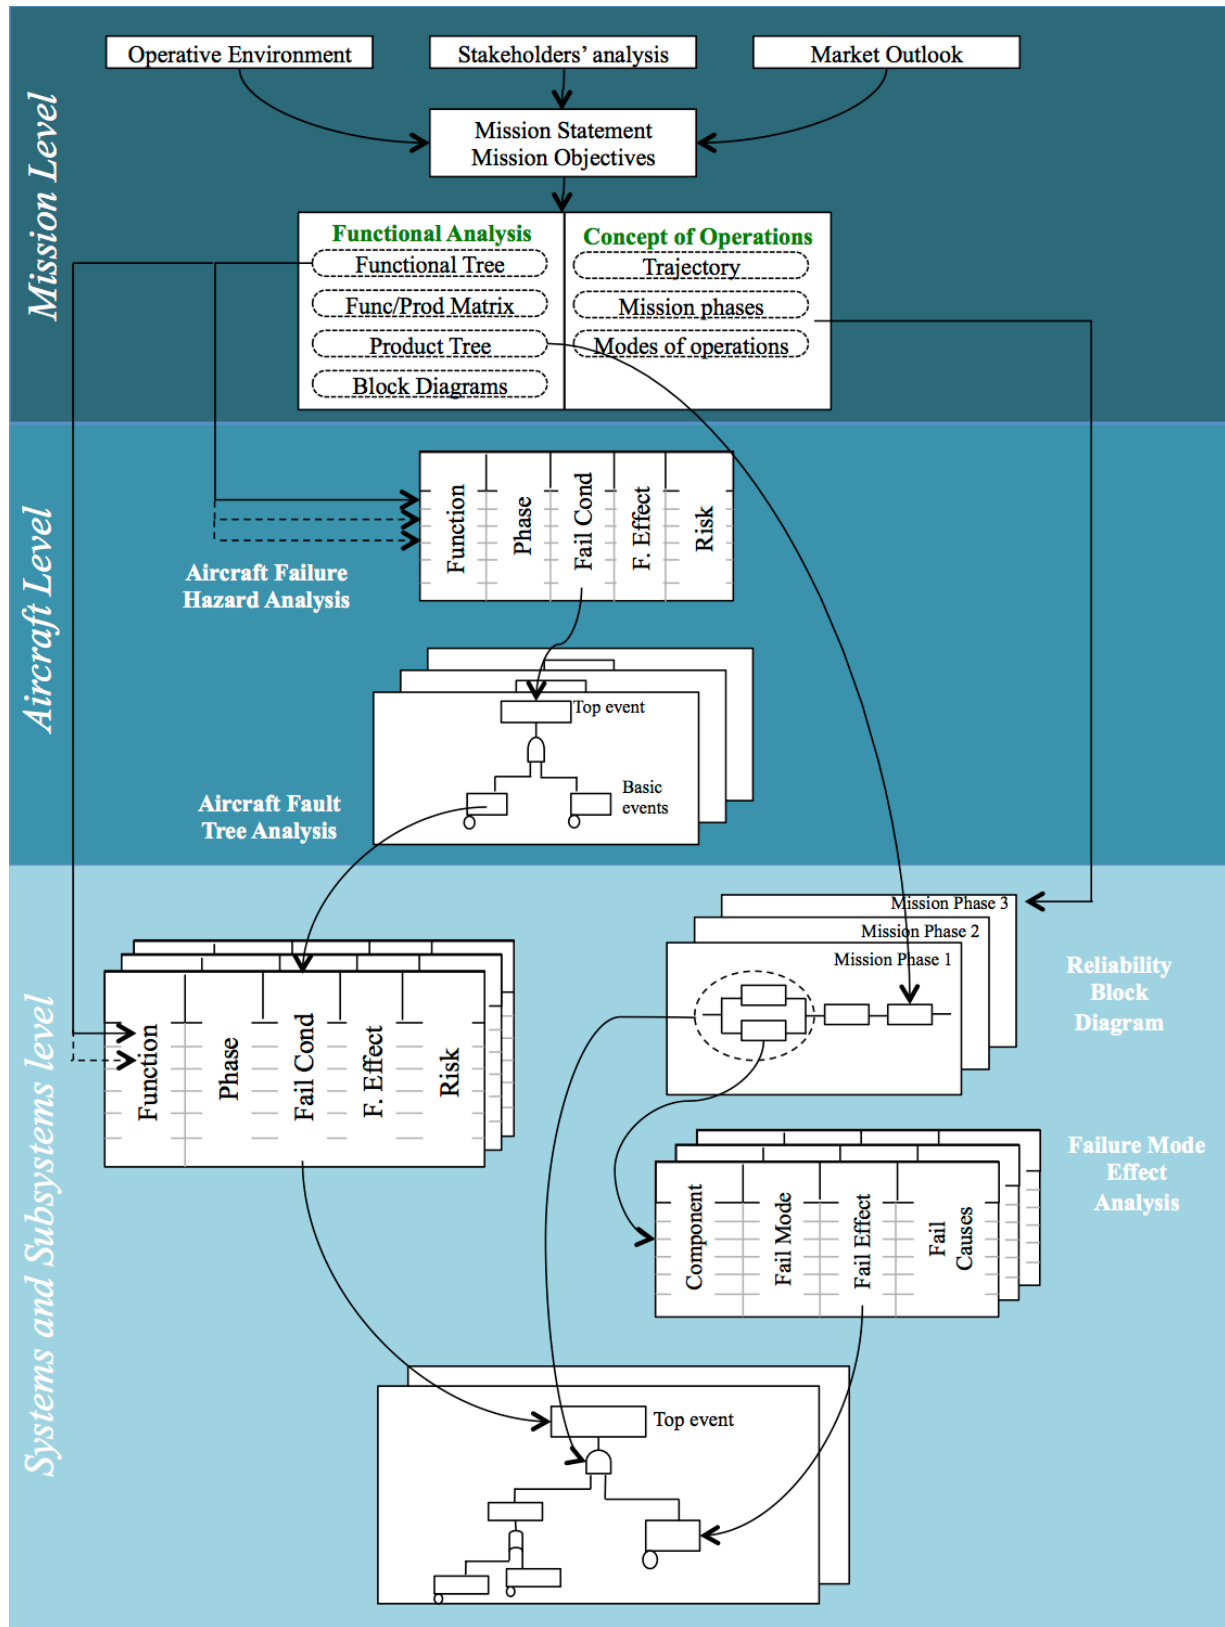 Mission Level
Operative Environment
Stakeholders’ analysis
Market Outlook
Mission Statement
Mission Objectives
Functional Analysis
Functional Tree
Func/Prod Matrix
Product Tree
Block Diagrams
Concept of Operations
Trajectory
Mission phases
Modes of operations
Aircraft Level
Function
Phase
Fail Cond
F. Effect
Risk
Aircraft Failure
Hazard Analysis
Top event
Basic
events
Aircraft Fault
Tree Analysis
Systems and Subsystems level
Mission Phase 3
Mission Phase 2
Mission Phase 1
Reliability
Block
Diagram
Function
Phase
Fail Cond
F. Effect
Risk
Failure Mode
Effect
Analysis
Component
Fail Mode
Fail Effect
Fail
Causes
Top event